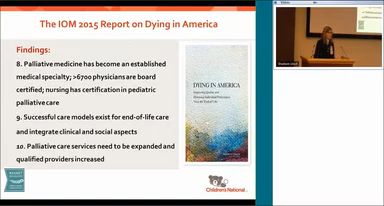 The IOM 2015 Report on Dying in America
Findings:
8. Palliative medicine has become an established
medical specialty; >6700 physicians are board
certified; nursing has certification in pediatric
palliative care
9. Successful care models exist for end-of-life care
and integrate clinical and social aspects
10. Palliative care services need to be expanded and
qualified providers increased
DYING IN AMERICA
Children's National